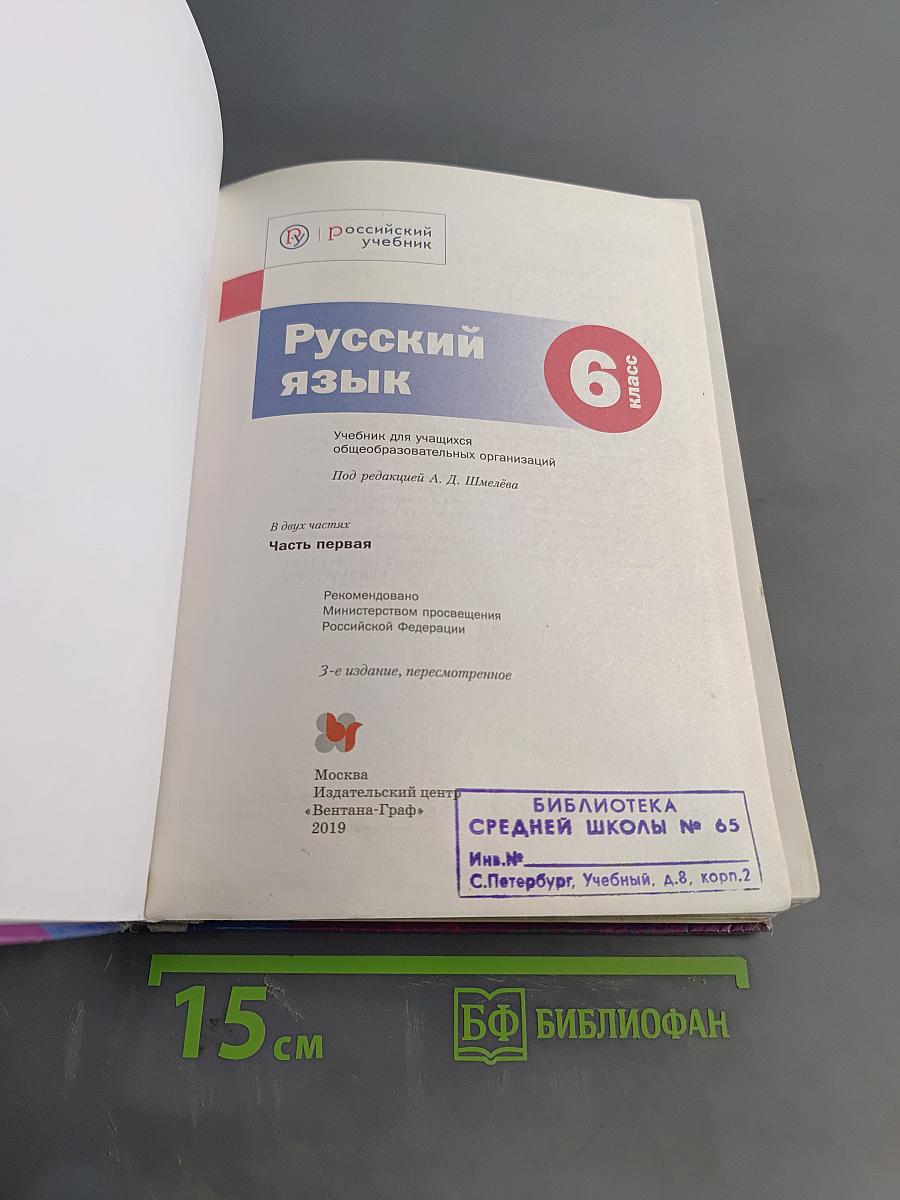 РУ | российский
учебник
Русский
язык
6
класс
Учебник для учащихся
общеобразовательных организаций
Под редакцией А. Д. Шмелёва
В двух частях
Часть первая
Рекомендовано
Министерством просвещения
Российской Федерации
3-е издание, пересмотренное
Москва
Издательский центр
«Вентана-Граф»
2019
БИБЛИОТЕКА
СРЕДНЕЙ ШКОЛЫ № 65
Инв.№
С.Петербург, Учебный, д.8, корп.2
15 см
БФ БИБЛИОФАН